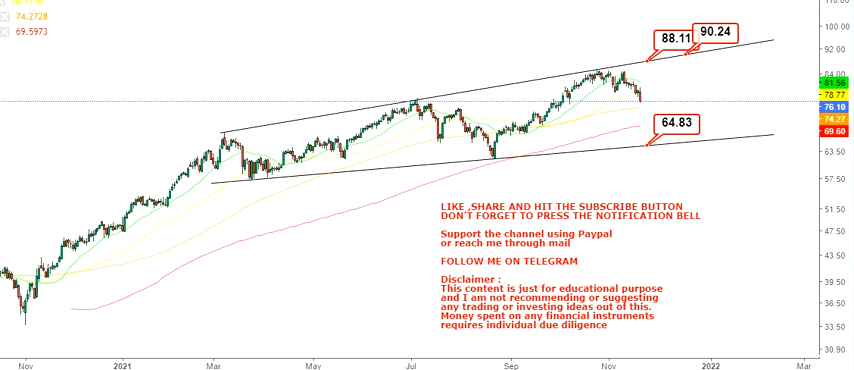 74.2728
69.5973
88.11
90.24
64.83
100.00
92.00
84.00
81.56
78.77
76.10
74.27
69.60
63.50
57.50
51.50
47.50
43.50
39.50
36.50
33.50
30.90
LIKE ,SHARE AND HIT THE SUBSCRIBE BUTTON
DON´T FORGET TO PRESS THE NOTIFICATION BELL
Support the channel using Paypal
or reach me through mail
FOLLOW ME ON TELEGRAM
Disclaimer :
This content is just for educational purpose
and I am not recommending or suggesting
any trading or investing ideas out of this.
Money spent on any financial instruments
requires individual due diligence
Nov 2021 Mar May Jul Sep Nov 2022 Mar